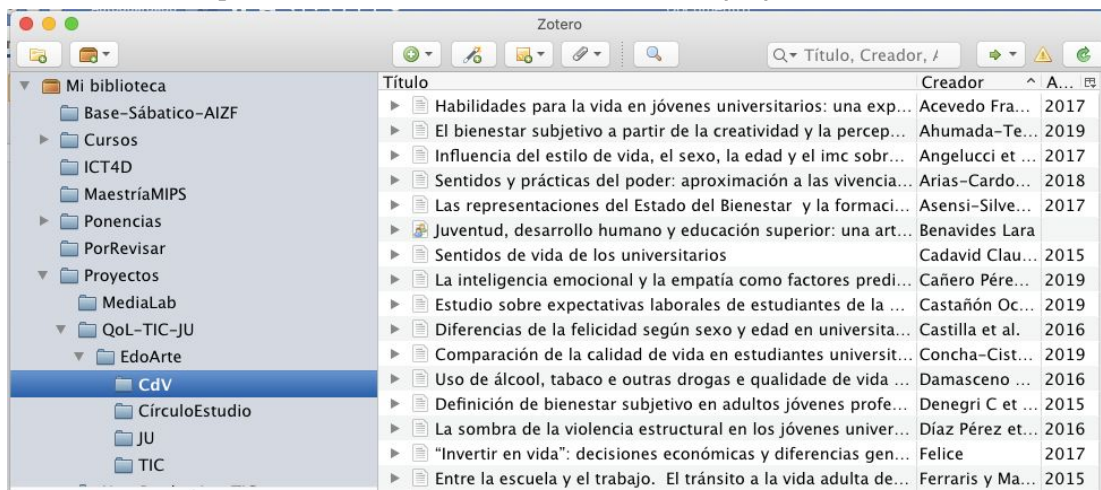 Zotero
Título, Creador, A
Mi biblioteca
Base-Sábatico-AIZF
Cursos
ICT4D
MaestríaMIPS
Ponencias
PorRevisar
Proyectos
MediaLab
QoL-TIC-JU
EdoArte
CdV
CírculoEstudio
JU
TIC
Título Creador A...
Habilidades para la vida en jóvenes universitarios: una exp... Acevedo Fra... 2017
El bienestar subjetivo a partir de la creatividad y la percep... Ahumada-Te... 2019
Influencia del estilo de vida, el sexo, la edad y el imc sobr... Angelucci et ... 2017
Sentidos y prácticas del poder: aproximación a las vivencia... Arias-Cardo... 2018
Las representaciones del Estado del Bienestar y la formaci... Asensi-Silve... 2017
Juventud, desarrollo humano y educación superior: una art... Benavides Lara
Sentidos de vida de los universitarios Cadavid Clau... 2015
La inteligencia emocional y la empatía como factores predi... Cañero Pére... 2019
Estudio sobre expectativas laborales de estudiantes de la ... Castañón Oc... 2019
Diferencias de la felicidad según sexo y edad en universita... Castilla et al. 2016
Comparación de la calidad de vida en estudiantes universit... Concha-Cist... 2019
Uso de álcool, tabaco e outras drogas e qualidade de vida ... Damasceno ... 2016
Definición de bienestar subjetivo en adultos jóvenes profe... Denegri C et ... 2015
La sombra de la violencia estructural en los jóvenes univer... Díaz Pérez et... 2016
“Invertir en vida”: decisiones económicas y diferencias gen... Felice 2017
Entre la escuela y el trabajo. El tránsito a la vida adulta de... Ferraris y Ma... 2015